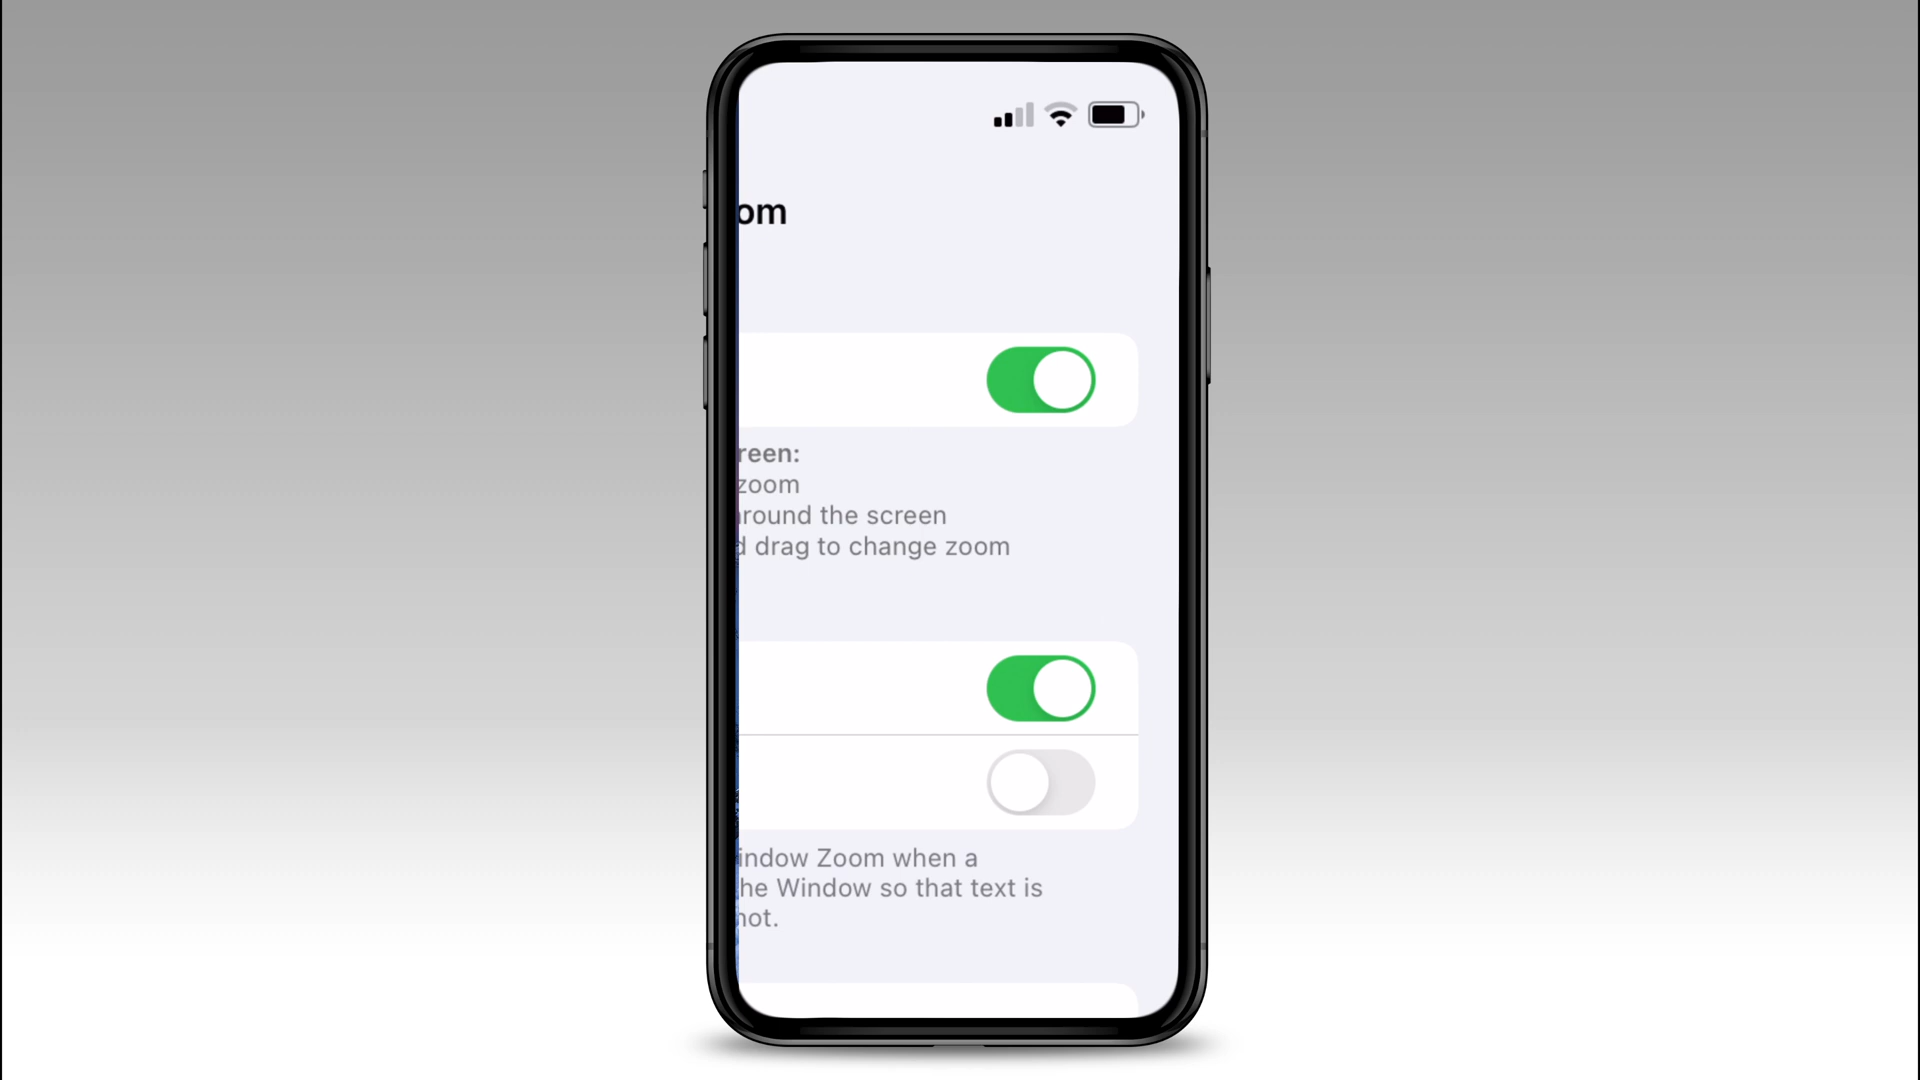 om
reen:
zoom
round the screen
d drag to change zoom
indow Zoom when a
he Window so that text is
not.